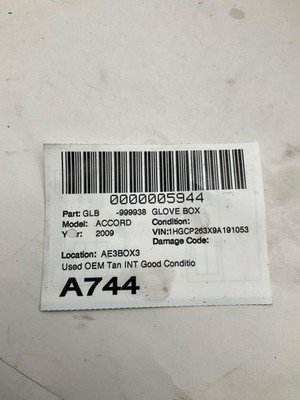 0000005944
Part: GLB -999938 GLOVE BOX
Model: ACCORD Condition:
Year: 2009 VIN:1HGCP263X9A191053
Damage Code:
Location: AE3BOX3
Used OEM Tan INT Good Conditio
A744